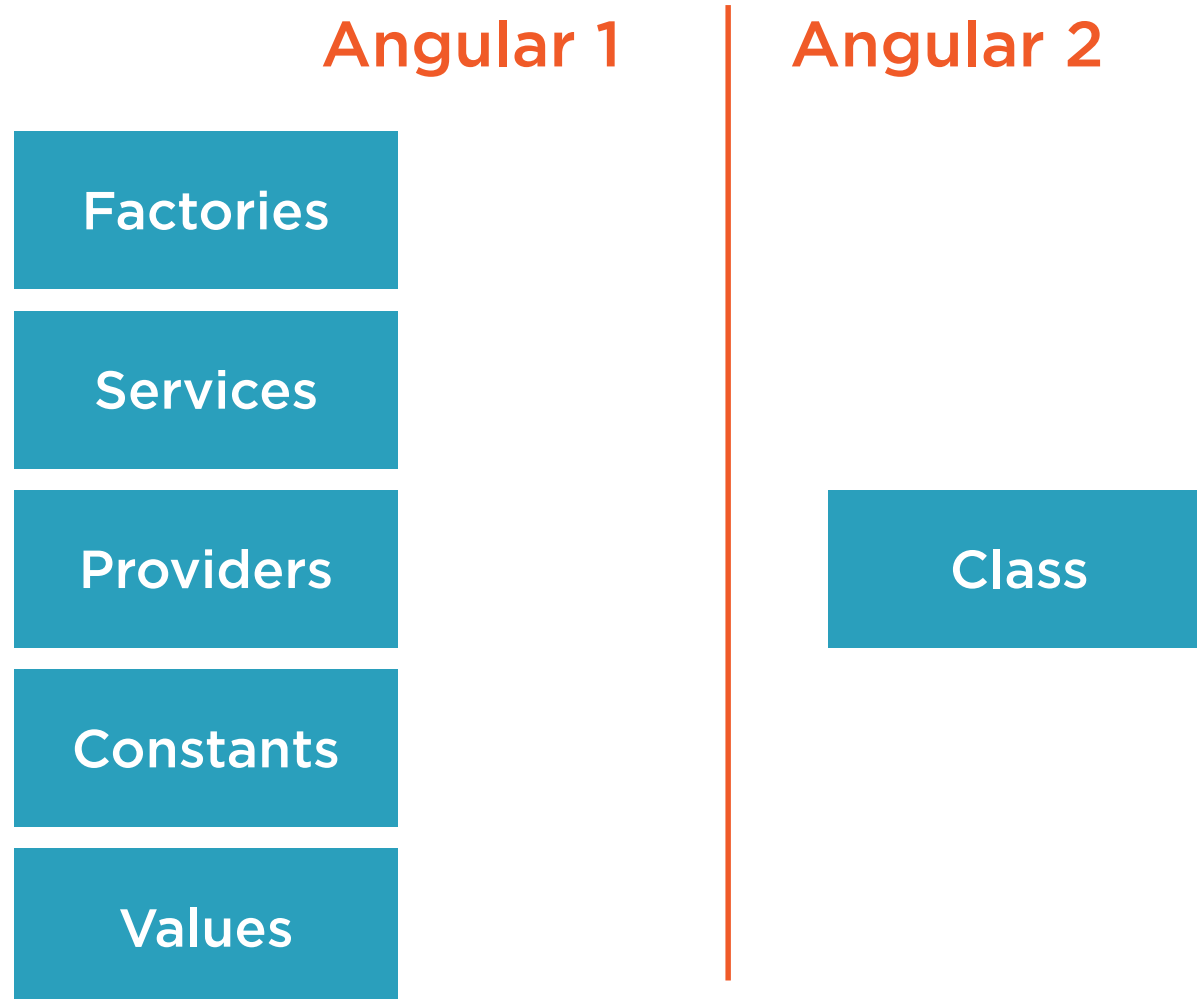 Angular 1
Angular 2
Factories
Services
Providers
Class
Constants
Values